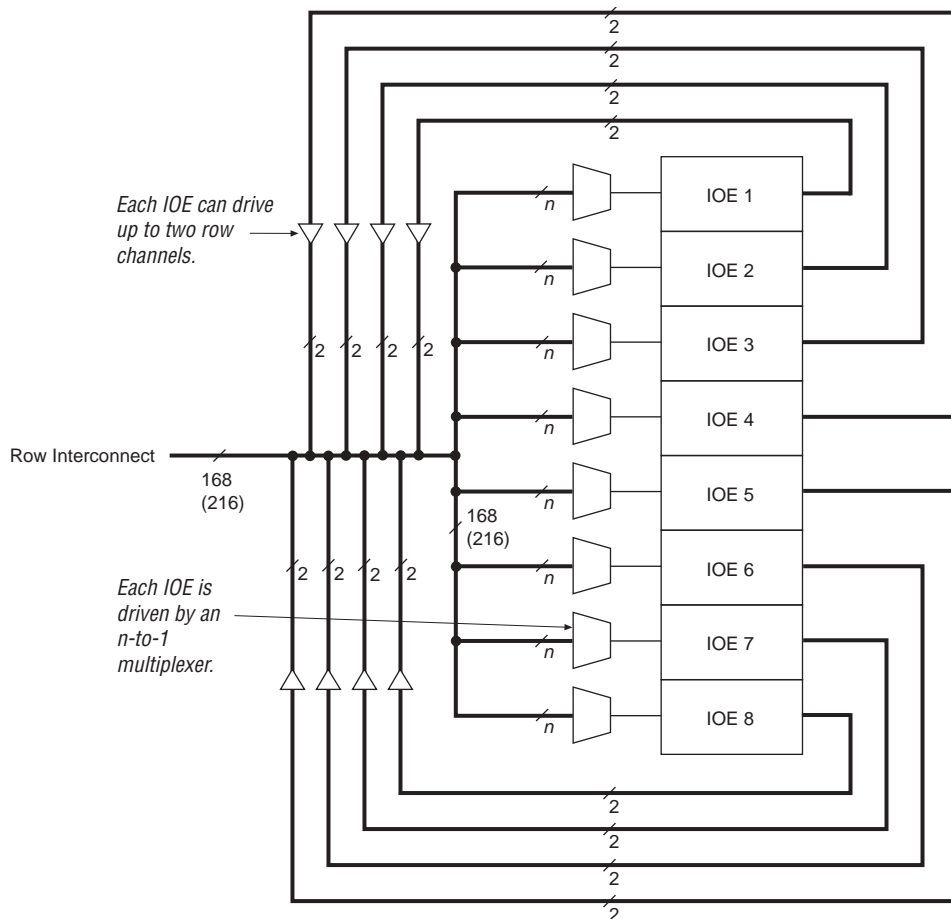 2
2
2
2
Each IOE can drive
up to two row
channels.
n
IOE 1
n
IOE 2
2
2
2
2
n
IOE 3
n
IOE 4
Row Interconnect
168
(216)
n
IOE 5
168
(216)
2
2
2
2
n
IOE 6
Each IOE is
driven by an
n-to-1
multiplexer.
n
IOE 7
n
IOE 8
2
2
2
2